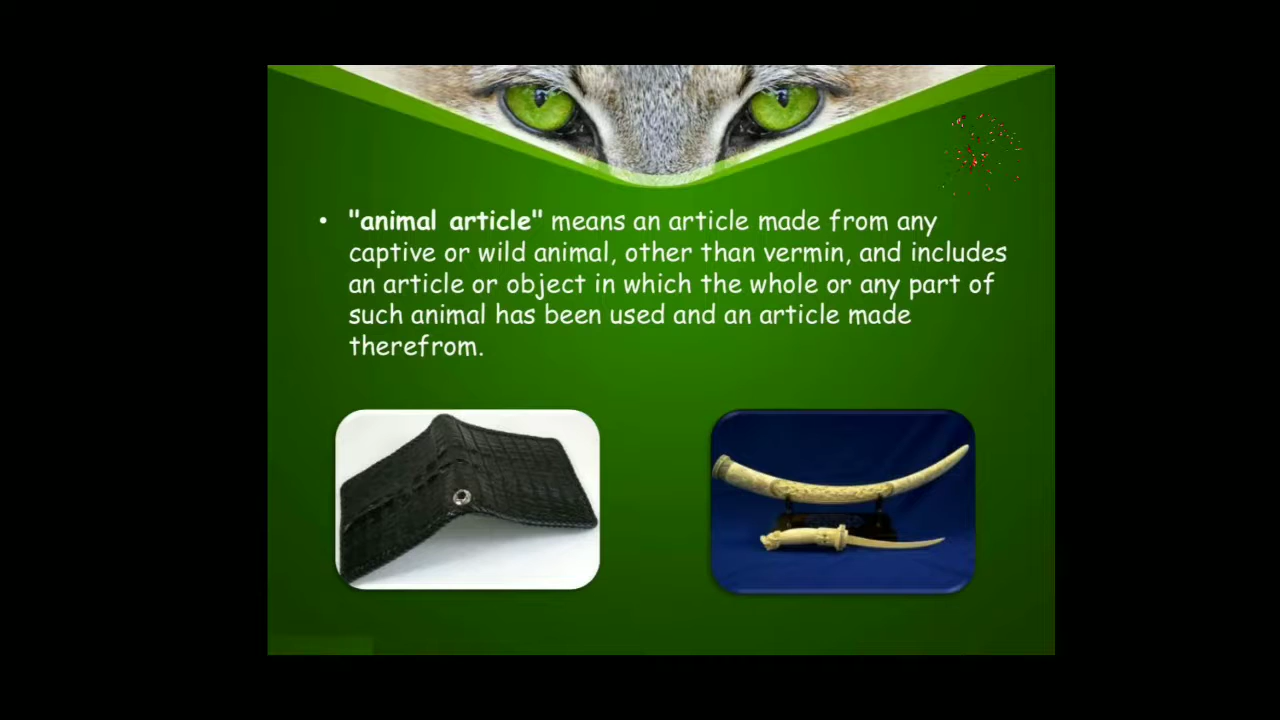 • "animal article" means an article made from any
captive or wild animal, other than vermin, and includes
an article or object in which the whole or any part of
such animal has been used and an article made
therefrom.